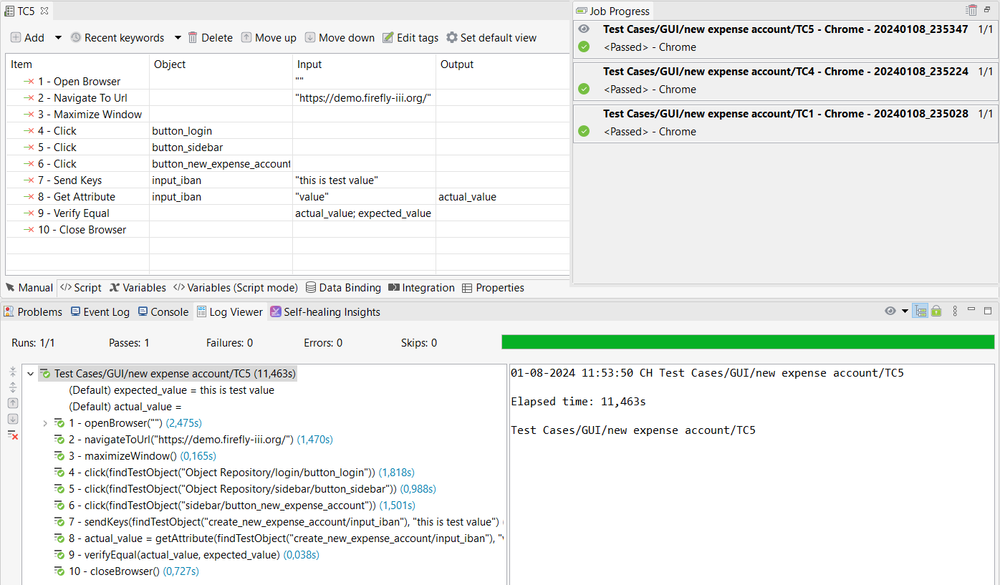 TC5
Add Recent keywords Delete Move up Move down Edit tags Set default view
Item Object Input Output
1 - Open Browser ""
2 - Navigate To Url "https://demo.firefly-iii.org/"
3 - Maximize Window
4 - Click button_login
5 - Click button_sidebar
6 - Click button_new_expense_account
7 - Send Keys input_iban "this is test value"
8 - Get Attribute input_iban "value" actual_value
9 - Verify Equal actual_value; expected_value
10 - Close Browser
Manual </> Script Variables </> Variables (Script mode) Data Binding Integration Properties
Job Progress
Test Cases/GUI/new expense account/TC5 - Chrome - 20240108_235347 1/1
<Passed> - Chrome
Test Cases/GUI/new expense account/TC4 - Chrome - 20240108_235224 1/1
<Passed> - Chrome
Test Cases/GUI/new expense account/TC1 - Chrome - 20240108_235028 1/1
<Passed> - Chrome
Problems Event Log Console Log Viewer Self-healing Insights
Runs: 1/1 Passes: 1 Failures: 0 Errors: 0 Skips: 0
Test Cases/GUI/new expense account/TC5 (11,463s)
(Default) expected_value = this is test value
(Default) actual_value =
1 - openBrowser("") (2,475s)
2 - navigateToUrl("https://demo.firefly-iii.org/") (1,470s)
3 - maximizeWindow() (0,165s)
4 - click(findTestObject("Object Repository/login/button_login")) (1,818s)
5 - click(findTestObject("Object Repository/sidebar/button_sidebar")) (0,988s)
6 - click(findTestObject("sidebar/button_new_expense_account")) (1,501s)
7 - sendKeys(findTestObject("create_new_expense_account/input_iban"), "this is test value") (
8 - actual_value = getAttribute(findTestObject("create_new_expense_account/input_iban"), "v
9 - verifyEqual(actual_value, expected_value) (0,038s)
10 - closeBrowser() (0,727s)
01-08-2024 11:53:50 CH Test Cases/GUI/new expense account/TC5
Elapsed time: 11,463s
Test Cases/GUI/new expense account/TC5